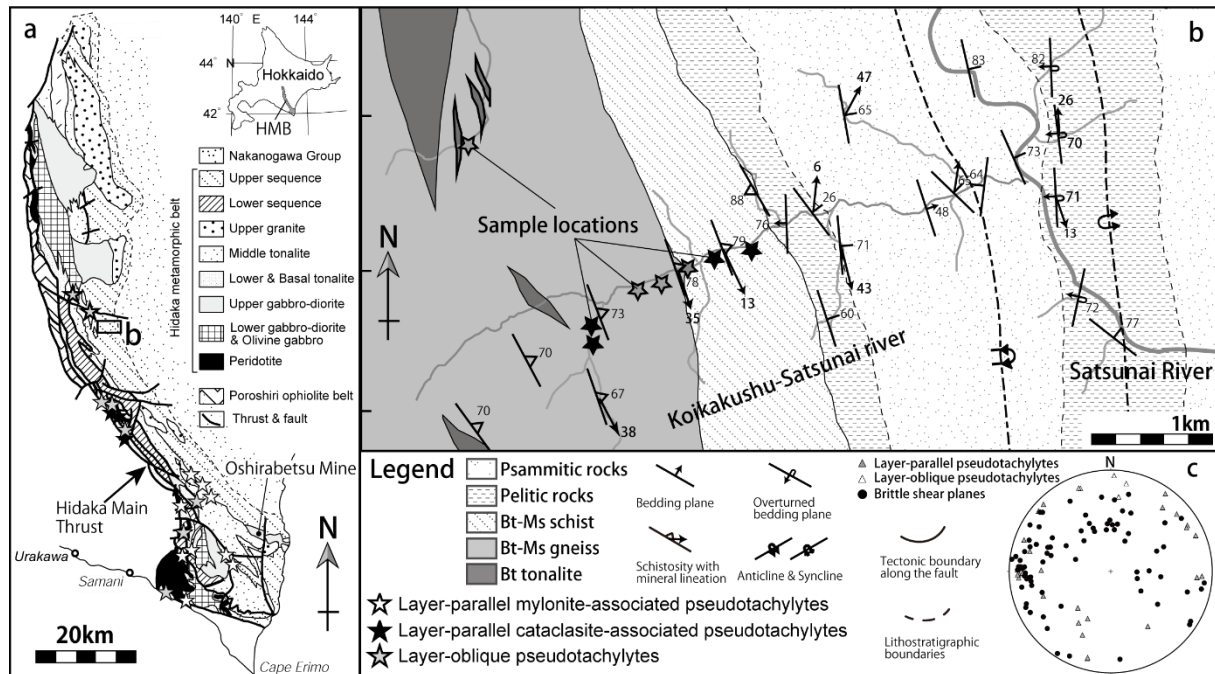 a
140° E 144°
44° N
Hokkaido
42°
HMB
Nakanogawa Group
Hidaka metamorphic belt
Upper sequence
Lower sequence
Upper granite
Middle tonalite
Lower & Basal tonalite
Upper gabbro-diorite
Lower gabbro-diorite
& Olivine gabbro
Peridotite
Poroshiri ophiolite belt
Thrust & fault
b
Oshirabetsu Mine
Hidaka Main
Thrust
N
Urakawa
Samani
20km
Cape Erimo
b
N
Sample locations
47
65
83
82
26
70
73
6
88
26
64
65
48
71
13
76
79
71
78
13
43
35
73
60
72
77
70
67
38
70
Koikakushu-Satsunai river
Satsunai River
1km
Legend
Psammitic rocks
Pelitic rocks
Bt-Ms schist
Bt-Ms gneiss
Bt tonalite
Bedding plane
Overturned
bedding plane
Schistosity with
mineral lineation
Anticline & Syncline
Layer-parallel mylonite-associated pseudotachylytes
Layer-parallel cataclasite-associated pseudotachylytes
Layer-oblique pseudotachylytes
Tectonic boundary
along the fault
Lithostratigraphic
boundaries
Layer-parallel pseudotachylytes
Layer-oblique pseudotachylytes
Brittle shear planes
N
c